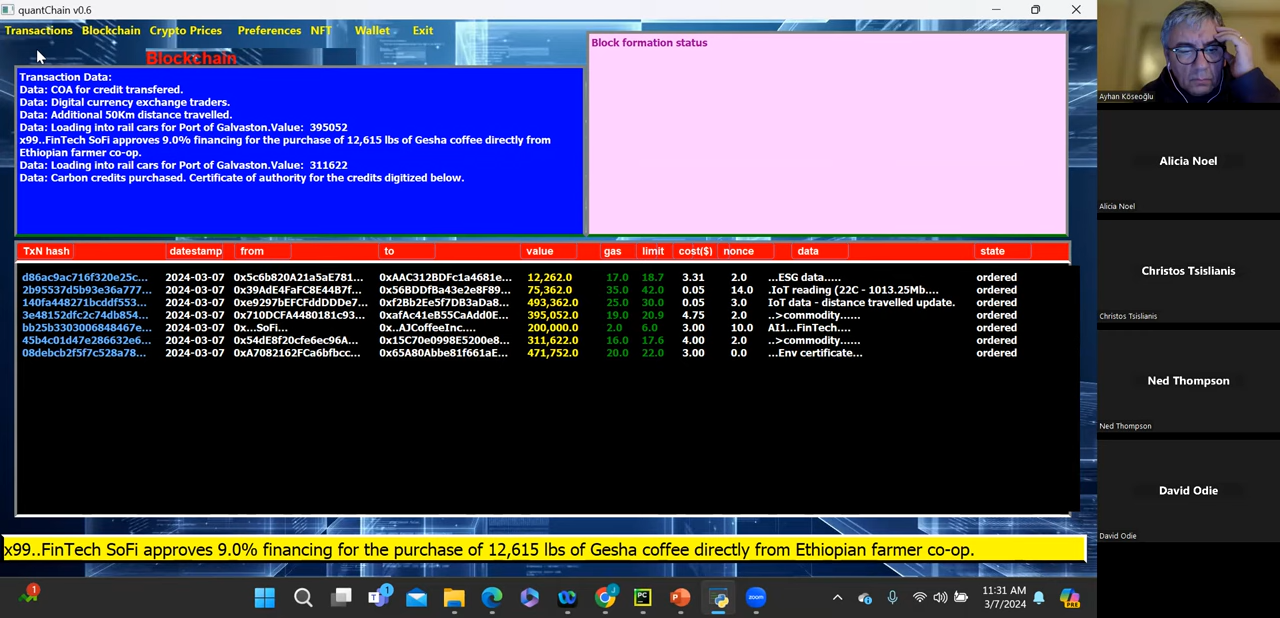 quantChain v0.6
Transactions Blockchain Crypto Prices Preferences NFT Wallet Exit
Blockchain
Transaction Data:
Data: COA for credit transfered.
Data: Digital currency exchange traders.
Data: Additional 50Km distance travelled.
Data: Loading into rail cars for Port of Galvaston.Value: 395052
x99..FinTech SoFi approves 9.0% financing for the purchase of 12,615 lbs of Gesha coffee directly from
Ethiopian farmer co-op.
Data: Loading into rail cars for Port of Galvaston.Value: 311622
Data: Carbon credits purchased. Certificate of authority for the credits digitized below.
Block formation status
TxN hash datestamp from to value gas limit cost($) nonce data state
d86ac9ac716f320e25c... 2024-03-07 0x5c6b820A21a5aE781... 0xAAC312BDFc1a4681e... 12,262.0 17.0 18.7 3.31 2.0 ...ESG data..... ordered
2b95537d5b93e36a777... 2024-03-07 0x39AdE4FaFC8E44B7f... 0x56BDDfBa43e2e8F89... 75,362.0 35.0 42.0 0.05 14.0 .IoT reading (22C - 1013.25Mb.... ordered
140fa448271bcddf553... 2024-03-07 0xe9297bEFCFddDDDe7... 0xf2Bb2Ee5f7DB3aDa8... 493,362.0 25.0 30.0 0.05 3.0 IoT data - distance travelled update. ordered
3e48152dfc2c74db854... 2024-03-07 0x710DCFA4480181c93... 0xafAc41eB55CaAdd0E... 395,052.0 19.0 20.9 4.75 2.0 ..>commodity...... ordered
bb25b3303006848467e... 2024-03-07 0x...SoFi... 0x..AJCoffeeInc.... 200,000.0 2.0 6.0 3.00 10.0 AI1...FinTech.... ordered
45b4c01d47e286632e6... 2024-03-07 0x54dE8f20cfe6ec96A... 0x15C70e0998E5200e8... 311,622.0 16.0 17.6 4.00 2.0 ..>commodity...... ordered
08debcb2f5f7c528a78... 2024-03-07 0xA7082162FCa6bfbcc... 0x65A80Abbe81f661aE... 471,752.0 20.0 22.0 3.00 0.0 ...Env certificate... ordered
x99..FinTech SoFi approves 9.0% financing for the purchase of 12,615 lbs of Gesha coffee directly from Ethiopian farmer co-op.
Ayhan Köseoğlu
Alicia Noel
Alicia Noel
Christos Tsislianis
Christos Tsislianis
Ned Thompson
Ned Thompson
David Odie
David Odie
1
1
J
PC
P
zoom
11:31 AM
3/7/2024
PRE